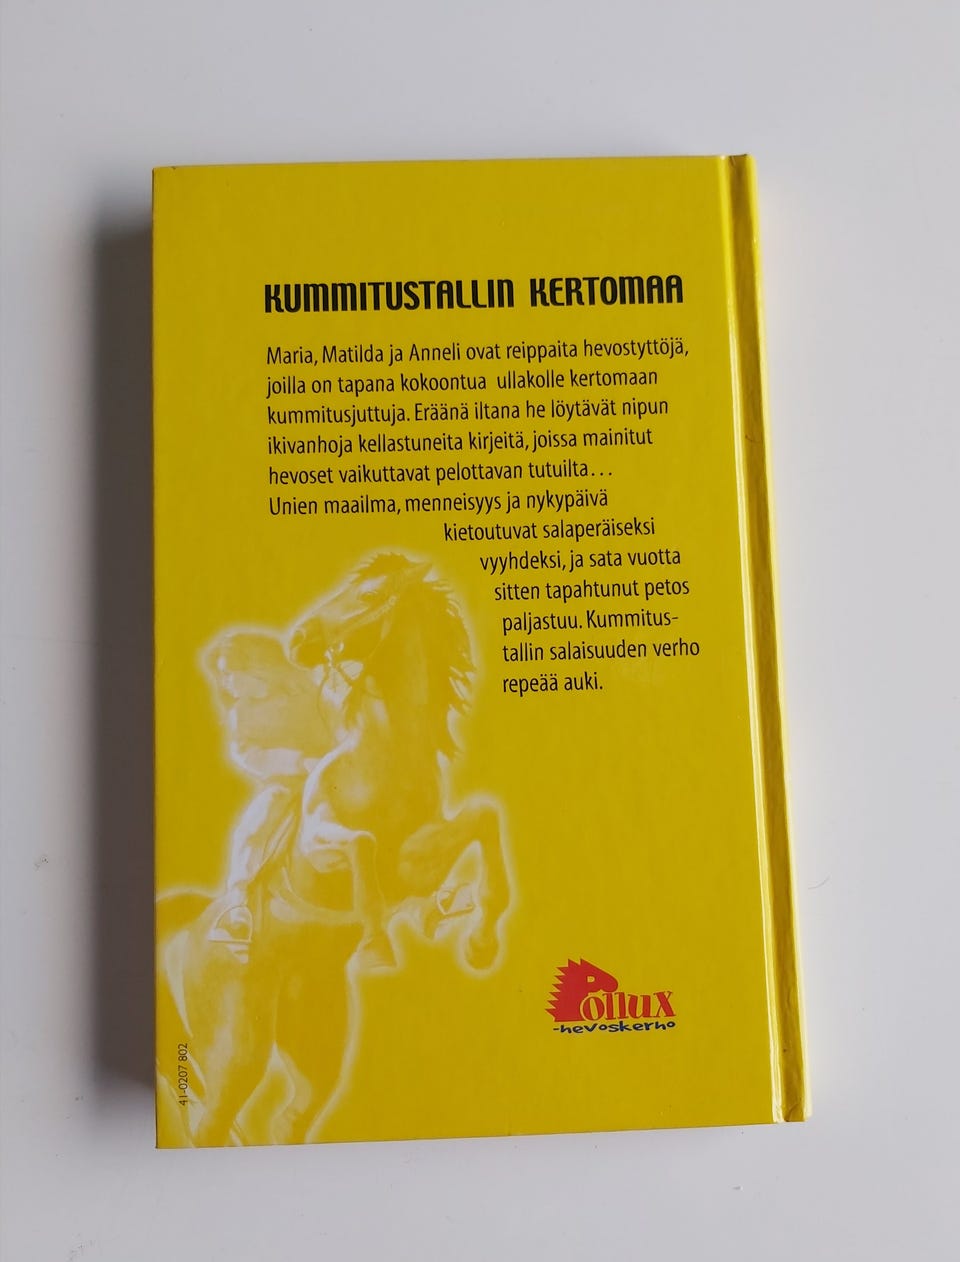 KUMMITUSTALLIN KERTOMAA
Maria, Matilda ja Anneli ovat reippaita hevostyttöjä,
joilla on tapana kokoontua ullakolle kertomaan
kummitusjuttuja. Eräänä iltana he löytävät nipun
ikivanhoja kellastuneita kirjeitä, joissa mainitut
hevoset vaikuttavat pelottavan tutuilta...
Unien maailma, menneisyys ja nykypäivä
kietoutuvat salaperäiseksi
vyyhdeksi, ja sata vuotta
sitten tapahtunut petos
paljastuu. Kummitus-
tallin salaisuuden verho
repeää auki.
Pollux
-hevoskerho
41-0207 802